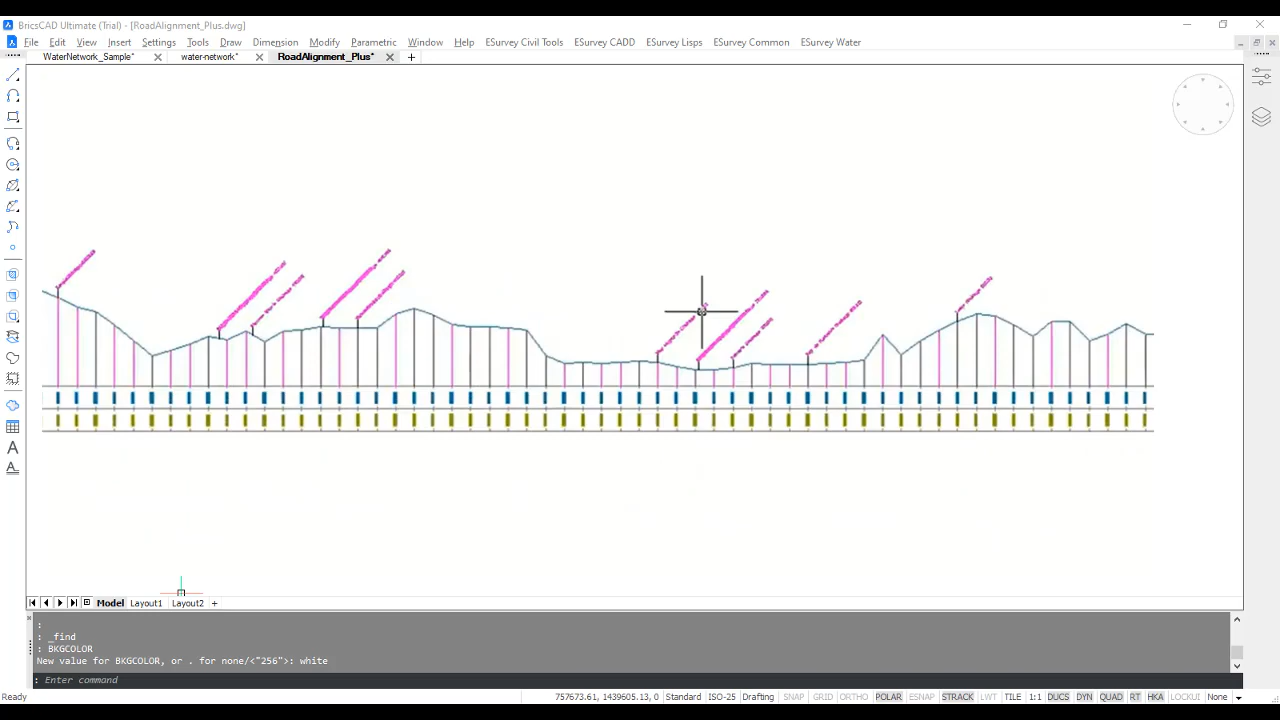 BricsCAD Ultimate (Trial) - [RoadAlignment_Plus.dwg]
File Edit View Insert Settings Tools Draw Dimension Modify Parametric Window Help ESurvey Civil Tools ESurvey CADD ESurvey Lisps ESurvey Common ESurvey Water
WaterNetwork_Sample* water-network* RoadAlignment_Plus* +
Model Layout1 Layout2 +
:
: _find
: BKGCOLOR
New value for BKGCOLOR, or . for none/<"256">: white
: Enter command
Ready 757673.61, 1439605.13, 0 Standard ISO-25 Drafting SNAP GRID ORTHO POLAR ESNAP STRACK LWT TILE 1:1 DUCS DYN QUAD RT HKA LOCKUI None